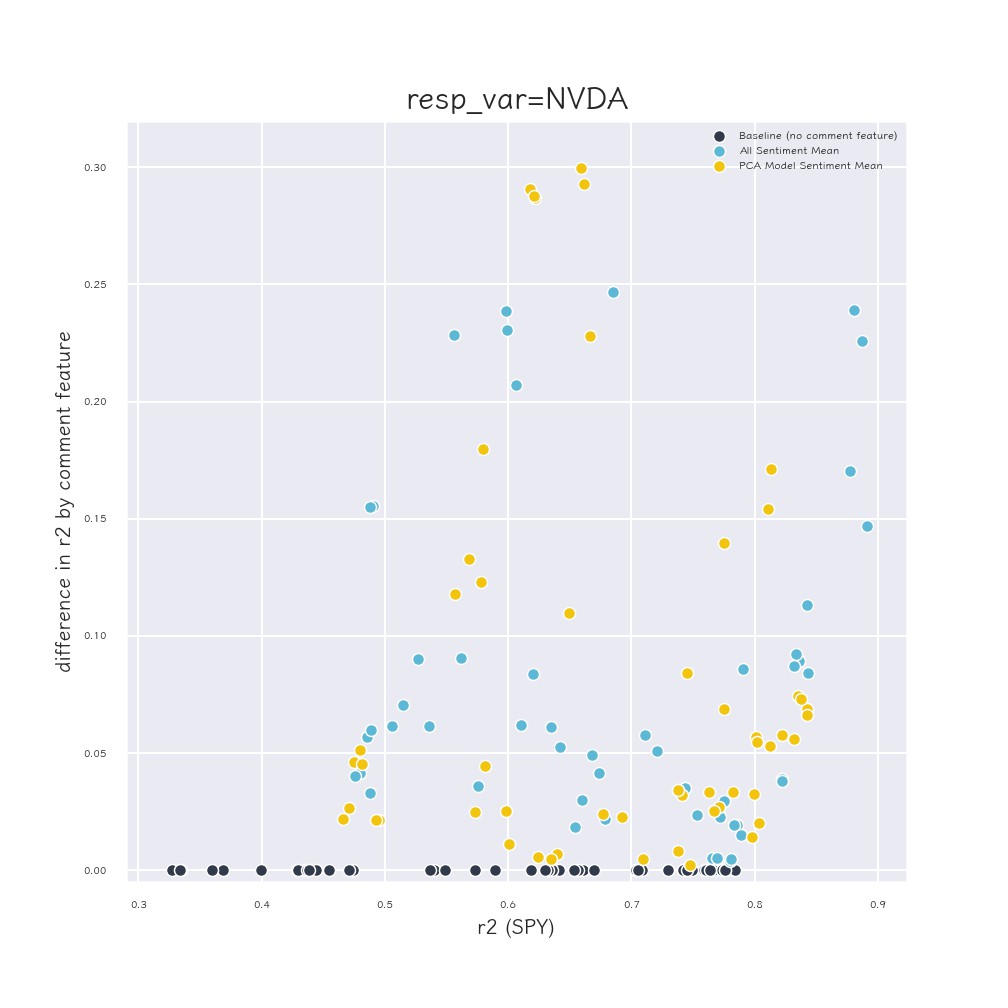 resp_var=NVDA
Baseline (no comment feature)
All Sentiment Mean
PCA Model Sentiment Mean
difference in r2 by comment feature
0.30
0.25
0.20
0.15
0.10
0.05
0.00
0.3 0.4 0.5 0.6 0.7 0.8 0.9
r2 (SPY)